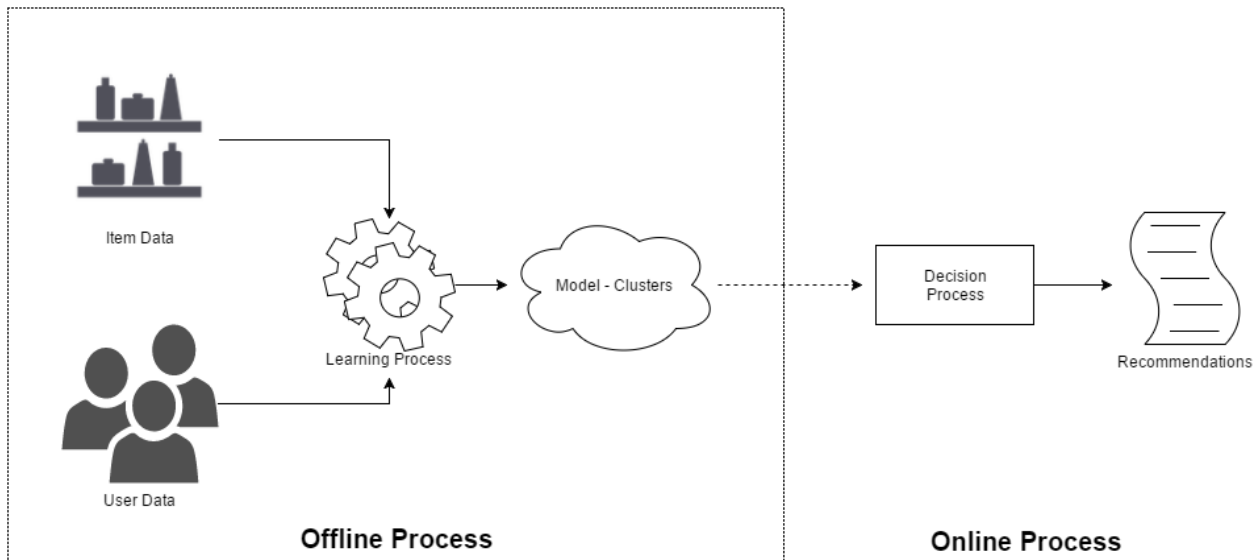 Item Data
User Data
Learning Process
Model - Clusters
Offline Process
Decision
Process
Recommendations
Online Process